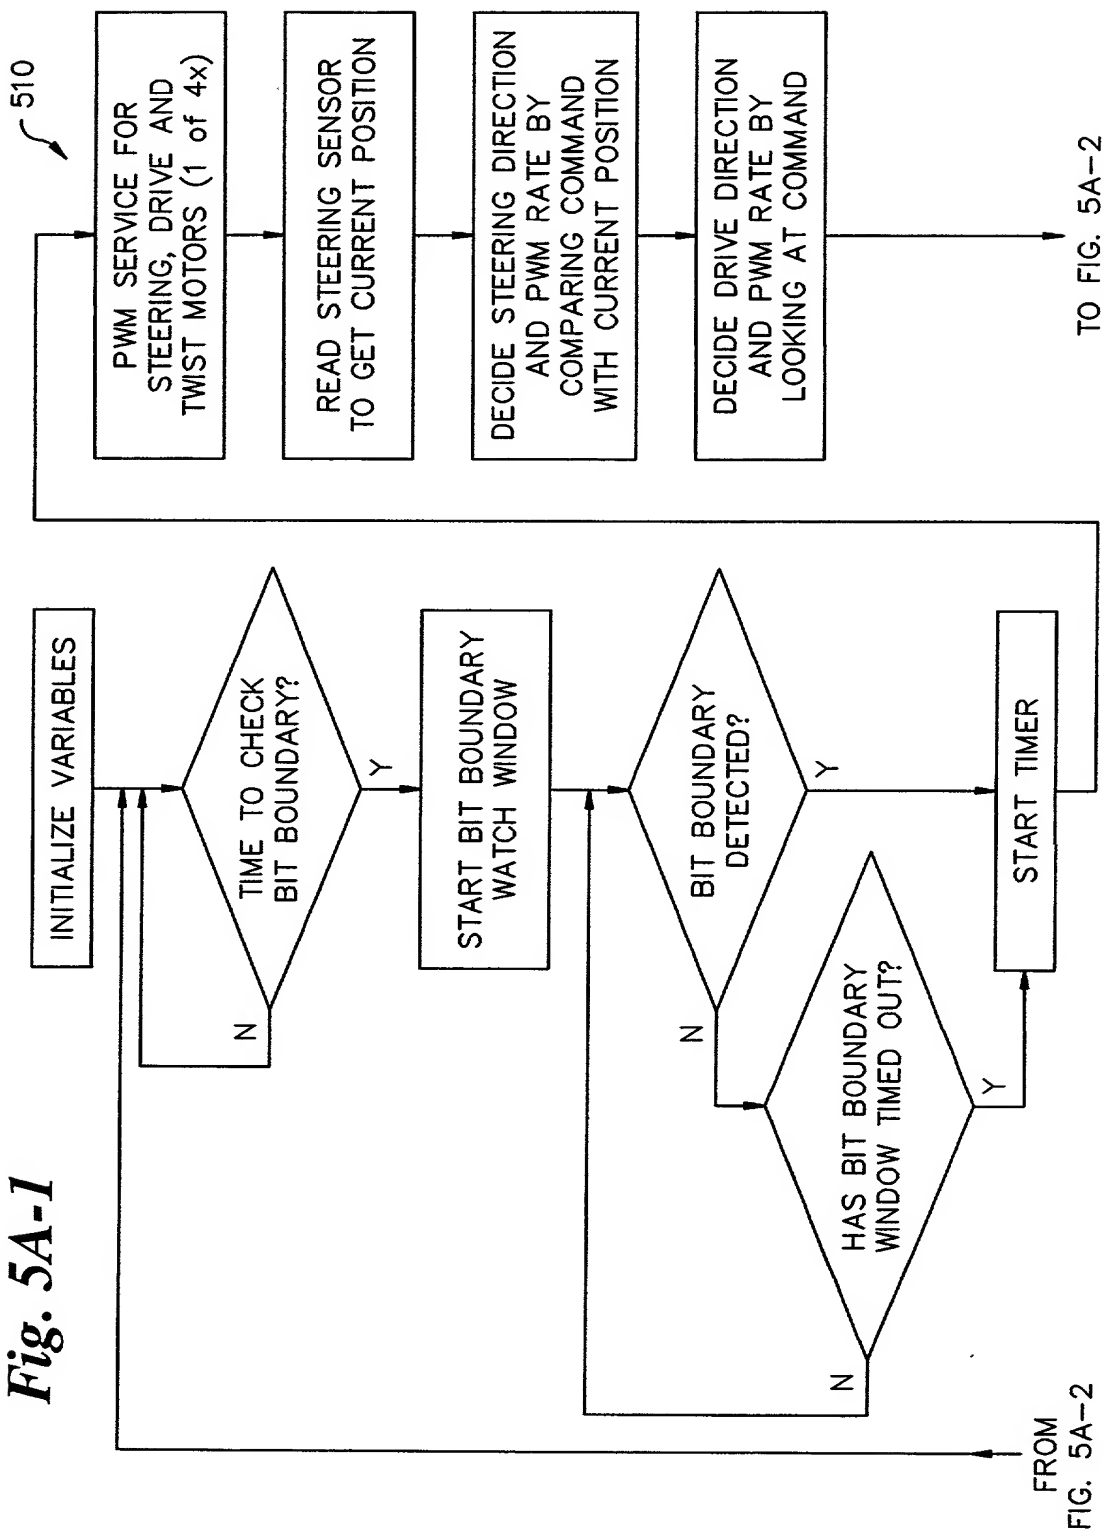 Fig. 5A-1
INITIALIZE VARIABLES
TIME TO CHECK
BIT BOUNDARY?
N
Y
START BIT BOUNDARY
WATCH WINDOW
BIT BOUNDARY
DETECTED?
N
Y
HAS BIT BOUNDARY
WINDOW TIMED OUT?
N
Y
START TIMER
FROM
FIG. 5A-2
510
PWM SERVICE FOR
STEERING, DRIVE AND
TWIST MOTORS (1 of 4x)
READ STEERING SENSOR
TO GET CURRENT POSITION
DECIDE STEERING DIRECTION
AND PWM RATE BY
COMPARING COMMAND
WITH CURRENT POSITION
DECIDE DRIVE DIRECTION
AND PWM RATE BY
LOOKING AT COMMAND
TO FIG. 5A-2